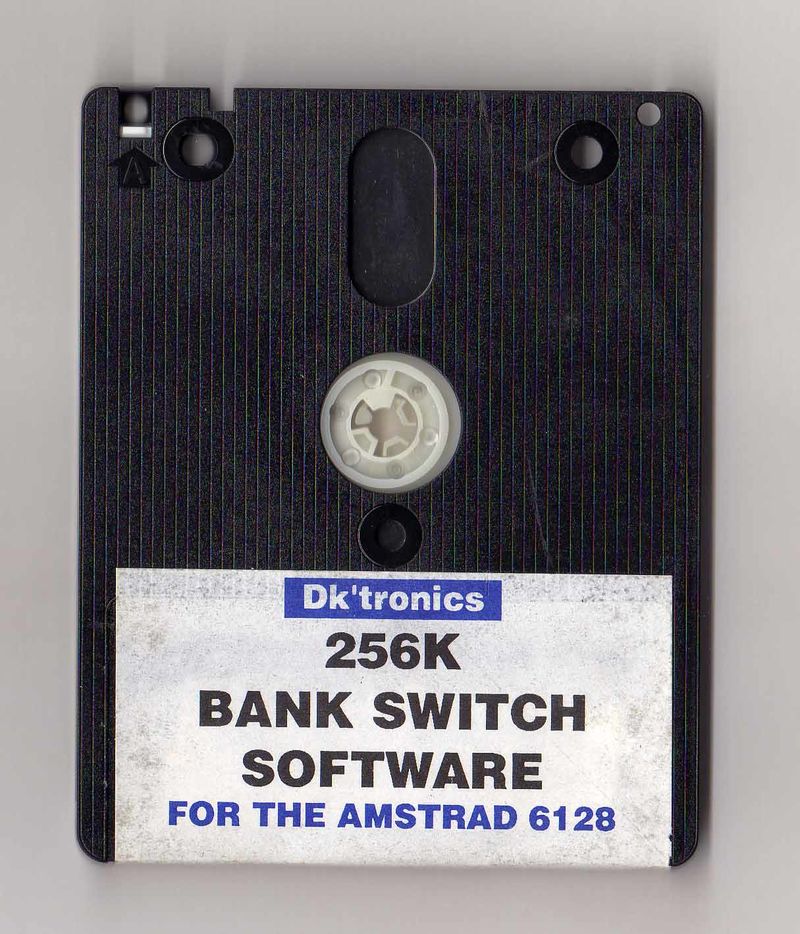 A
Dk'tronics
256K
BANK SWITCH
SOFTWARE
FOR THE AMSTRAD 6128